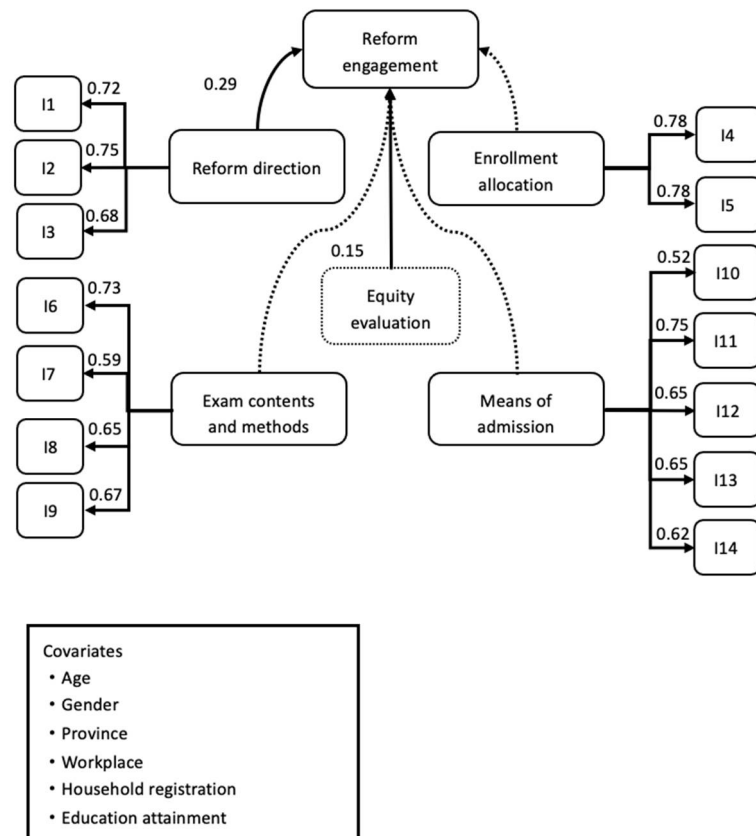 Reform
engagement
0.29
0.72
I1
0.75
I2
0.68
I3
Reform direction
Enrollment
allocation
0.78
I4
0.78
I5
0.15
Equity
evaluation
0.73
I6
0.59
I7
0.65
I8
0.67
I9
Exam contents
and methods
Means of
admission
0.52
I10
0.75
I11
0.65
I12
0.65
I13
0.62
I14
Covariates
• Age
• Gender
• Province
• Workplace
• Household registration
• Education attainment